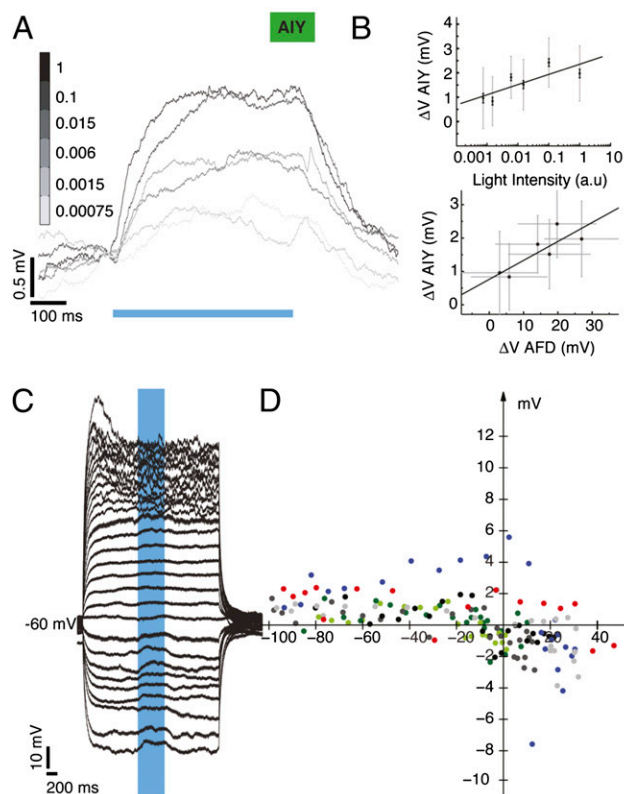 A
AIY
1
0.1
0.015
0.006
0.0015
0.00075
0.5 mV
100 ms
B
ΔV AIY (mV)
4
3
2
1
0
0.001 0.01 0.1 1 10
Light Intensity (a.u)
ΔV AIY (mV)
3
2
1
0
0 10 20 30
ΔV AFD (mV)
C
-60 mV
10 mV
200 ms
D
mV
12
10
8
6
4
2
-100 -80 -60 -40 -20 20 40
-2
-4
-6
-8
-10